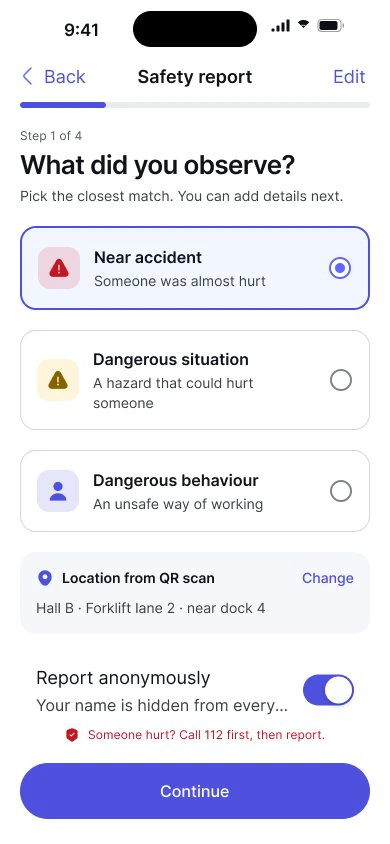 9:41
Back Safety report Edit
Step 1 of 4
What did you observe?
Pick the closest match. You can add details next.
Near accident
Someone was almost hurt
Dangerous situation
A hazard that could hurt
someone
Dangerous behaviour
An unsafe way of working
Location from QR scan Change
Hall B · Forklift lane 2 · near dock 4
Report anonymously
Your name is hidden from every...
Someone hurt? Call 112 first, then report.
Continue